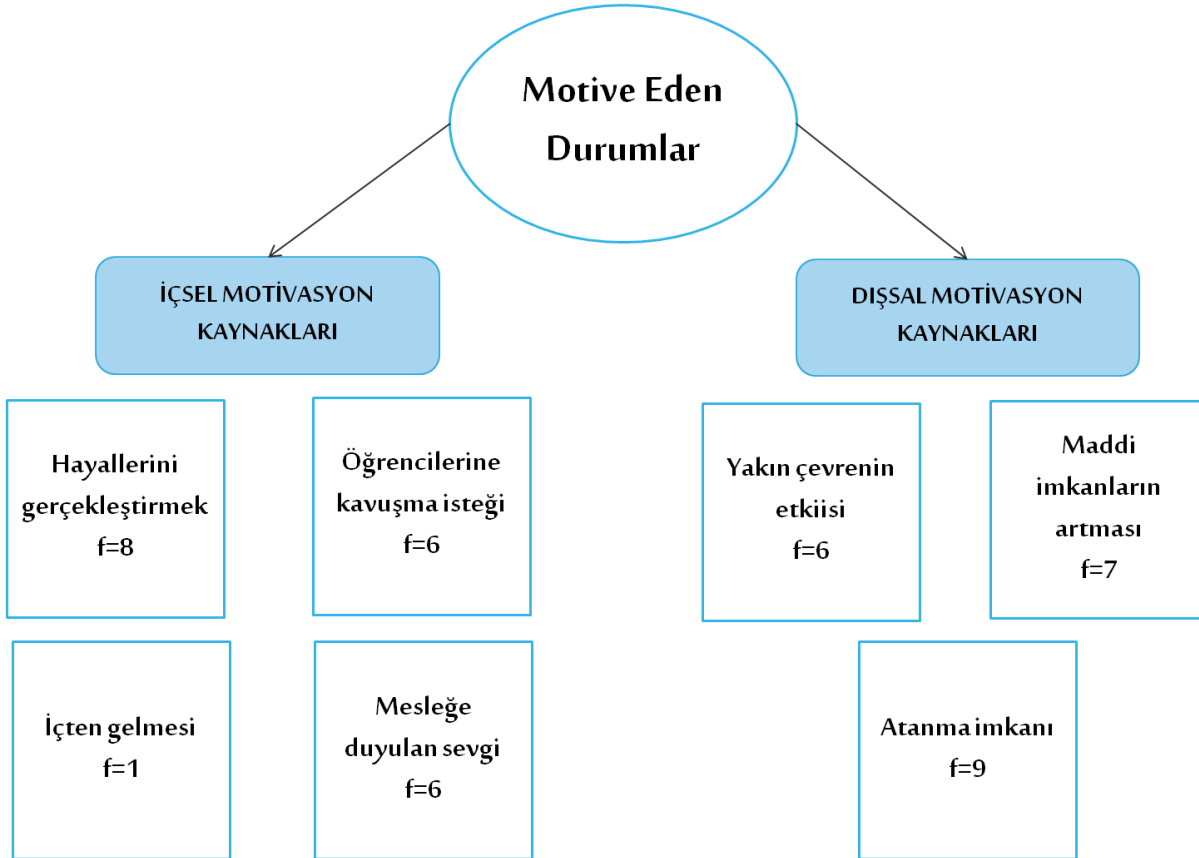 Motive Eden
Durumlar
İÇSEL MOTİVASYON
KAYNAKLARI
DIŞSAL MOTİVASYON
KAYNAKLARI
Hayallerini
gerçekleştirmek
f=8
Öğrencilerine
kavuşma isteği
f=6
Yakın çevrenin
etkiisi
f=6
Maddi
imkanların
artması
f=7
İçten gelmesi
f=1
Mesleğe
duyulan sevgi
f=6
Atanma imkanı
f=9